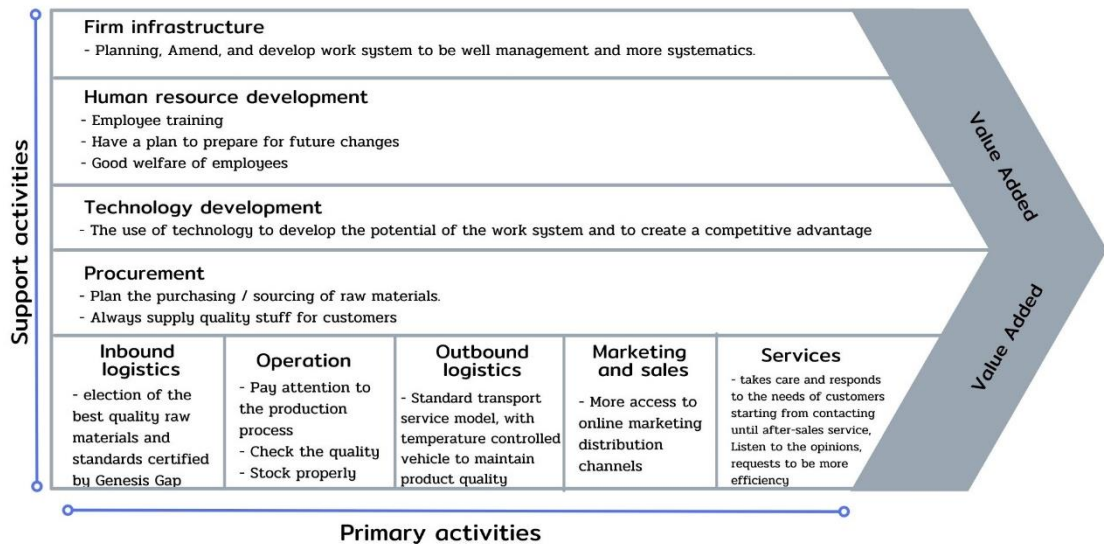 Firm infrastructure
- Planning, Amend, and develop work system to be well management and more systematics.
Human resource development
- Employee training
- Have a plan to prepare for future changes
- Good welfare of employees
Technology development
- The use of technology to develop the potential of the work system and to create a competitive advantage
Procurement
- Plan the purchasing / sourcing of raw materials.
- Always supply quality stuff for customers
Support activities
Inbound
logistics
- election of the
best quality raw
materials and
standards certified
by Genesis Gap
Operation
- Pay attention to
the production
process
- Check the quality
- Stock properly
Outbound
logistics
- Standard transport
service model, with
temperature controlled
vehicle to maintain
product quality
Marketing
and sales
- More access to
online marketing
distribution
channels
Services
- takes care and responds
to the needs of customers
starting from contacting
until after-sales service,
Listen to the opinions,
requests to be more
efficiency
Value Added
Value Added
Primary activities